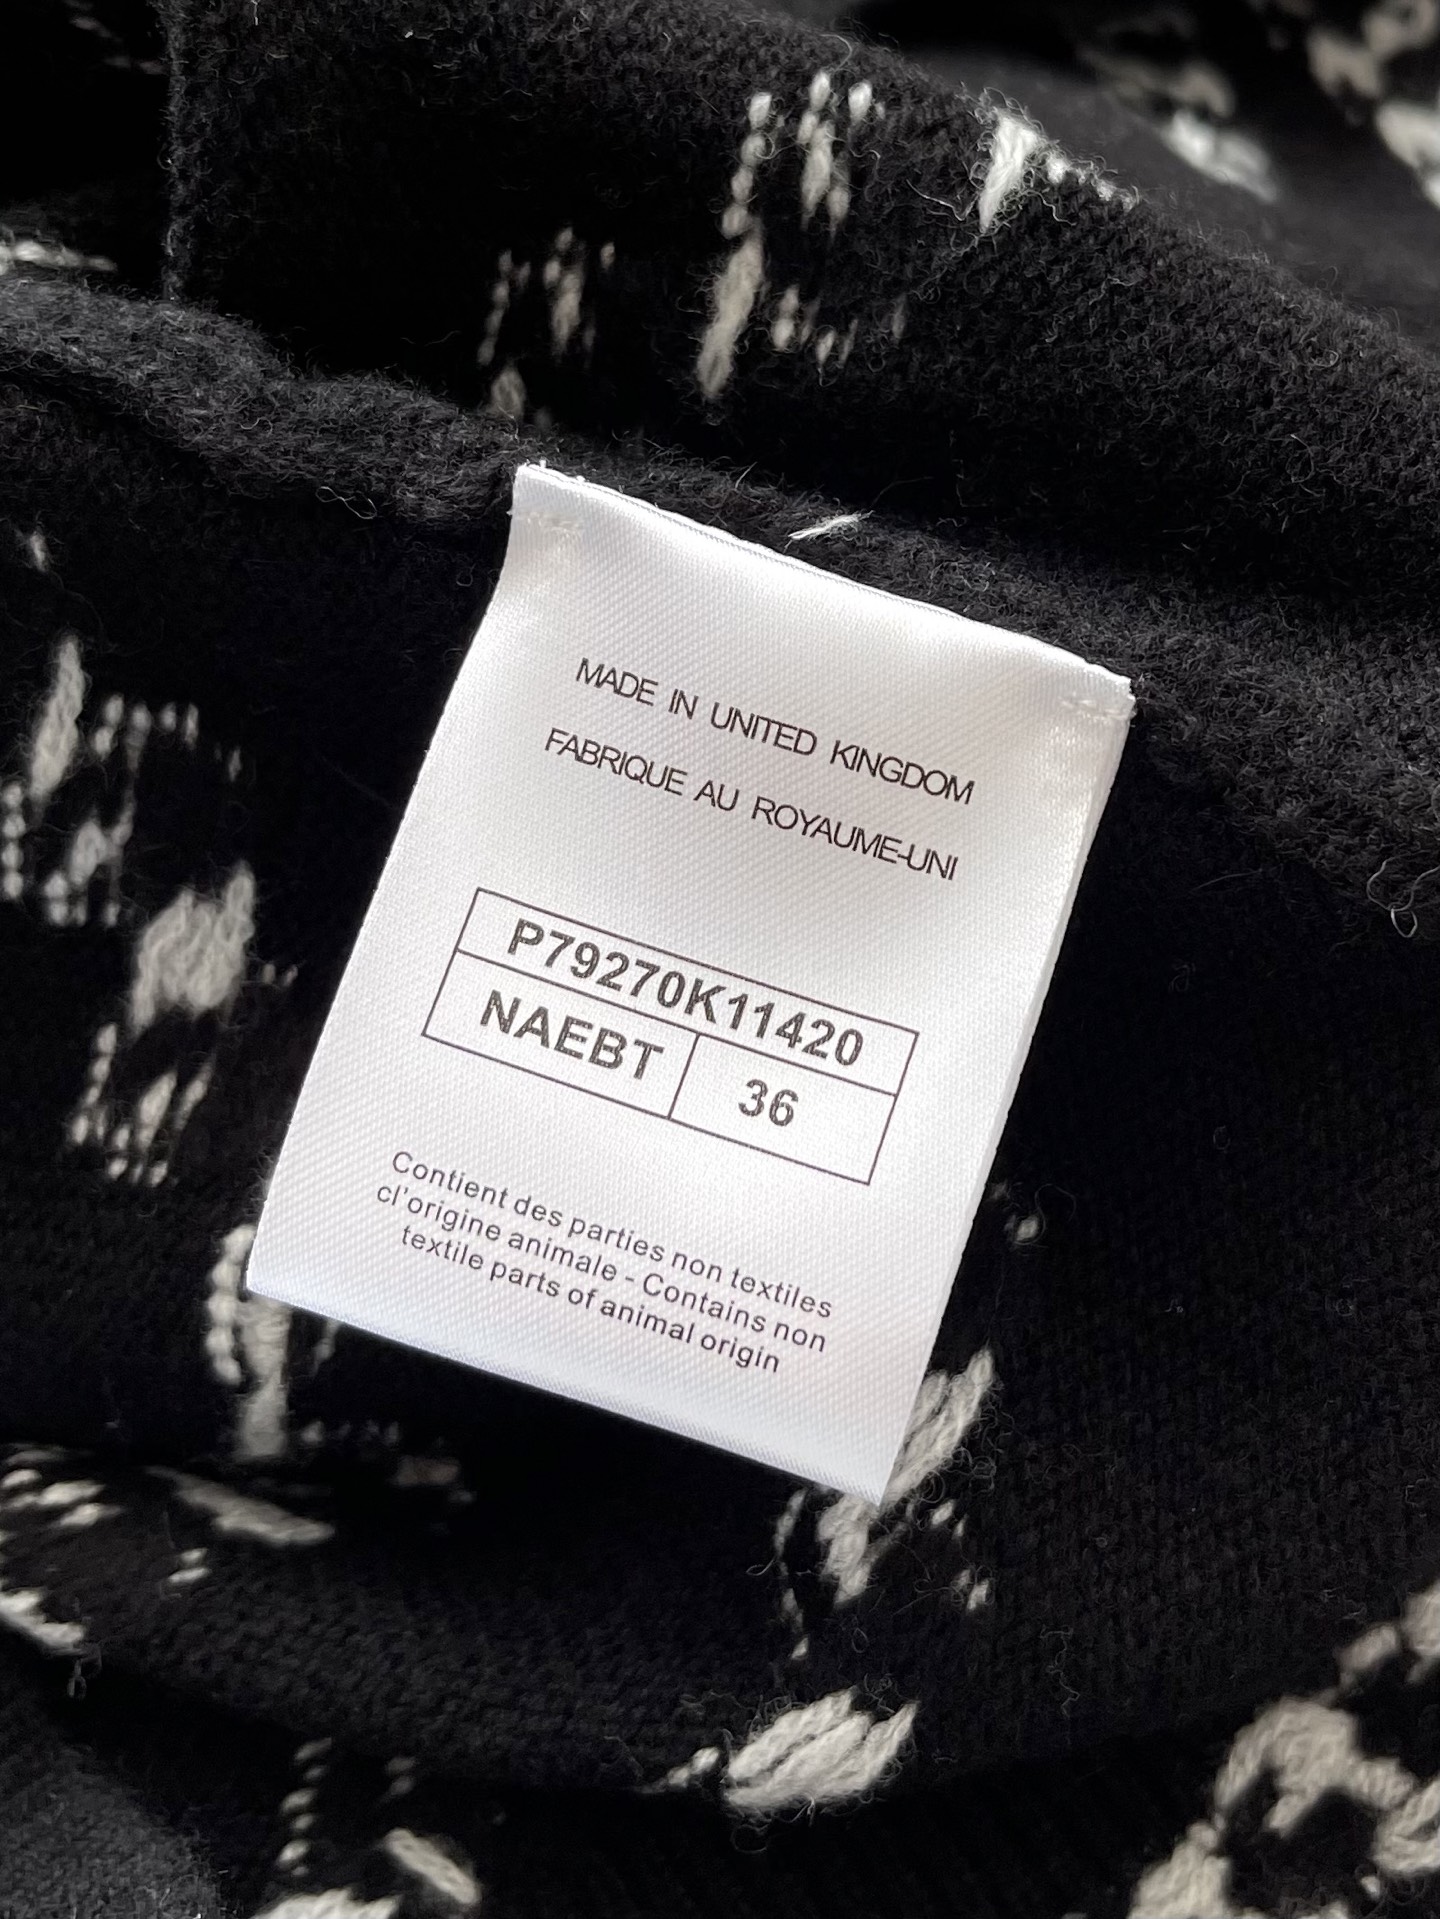 MADE IN UNITED KINGDOM
FABRIQUE AU ROYAUME-UNI
P79270K11420
NAEBT 36
Contient des parties non textiles
cl'origine animale - Contains non
textile parts of animal origin